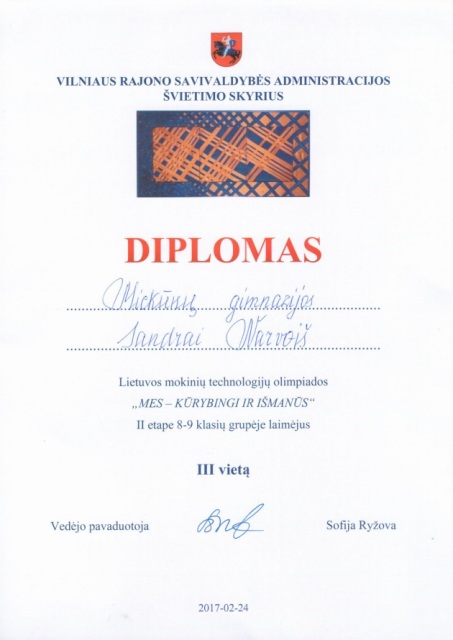 VILNIAUS RAJONO SAVIVALDYBĖS ADMINISTRACIJOS
ŠVIETIMO SKYRIUS
DIPLOMAS
Mickūnų gimnazijos
Sandrai
Lietuvos mokinių technologijų olimpiados
„MES – KŪRYBINGI IR IŠMANŪS“
II etape 8-9 klasių grupėje laimėjus
III vietą
Vedėjo pavaduotoja
Sofija Ryžova
2017-02-24